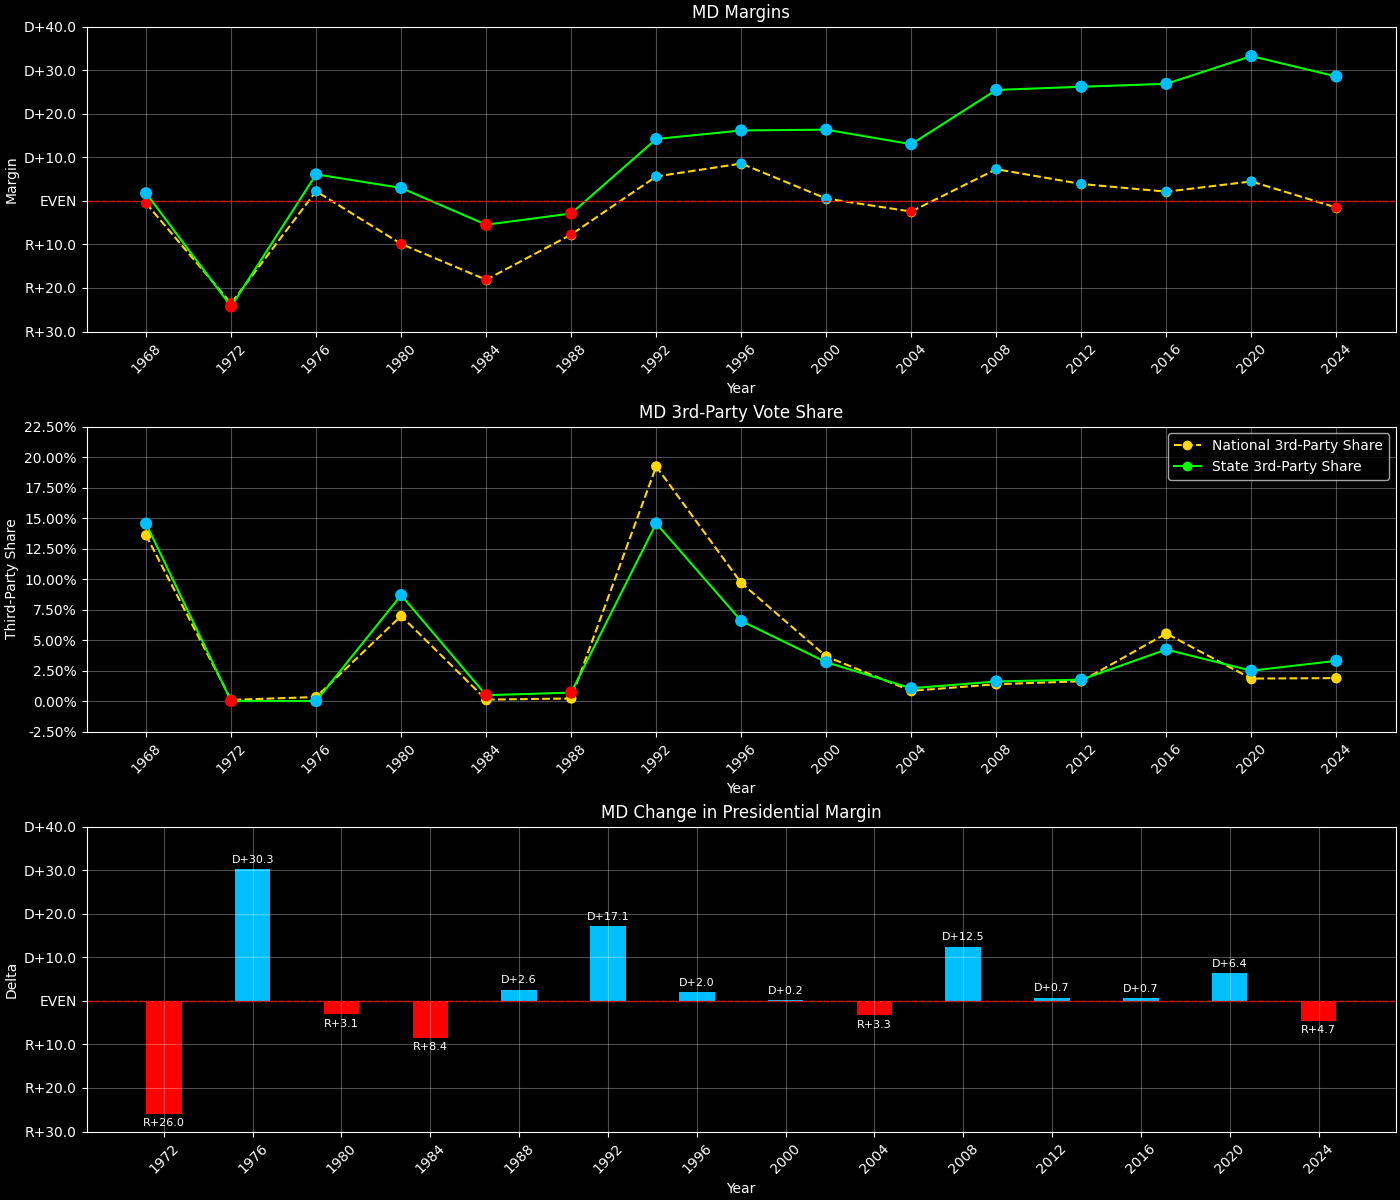 MD Margins
D+40.0
D+30.0
D+20.0
D+10.0
EVEN
R+10.0
R+20.0
R+30.0
Margin
1968 1972 1976 1980 1984 1988 1992 1996 2000 2004 2008 2012 2016 2020 2024
Year
MD 3rd-Party Vote Share
22.50%
20.00%
17.50%
15.00%
12.50%
10.00%
7.50%
5.00%
2.50%
0.00%
-2.50%
Third-Party Share
National 3rd-Party Share
State 3rd-Party Share
1968 1972 1976 1980 1984 1988 1992 1996 2000 2004 2008 2012 2016 2020 2024
Year
MD Change in Presidential Margin
D+40.0
D+30.0
D+20.0
D+10.0
EVEN
R+10.0
R+20.0
R+30.0
Delta
R+26.0
D+30.3
R+3.1
R+8.4
D+2.6
D+17.1
D+2.0
D+0.2
R+3.3
D+12.5
D+0.7
D+0.7
D+6.4
R+4.7
1972 1976 1980 1984 1988 1992 1996 2000 2004 2008 2012 2016 2020 2024
Year